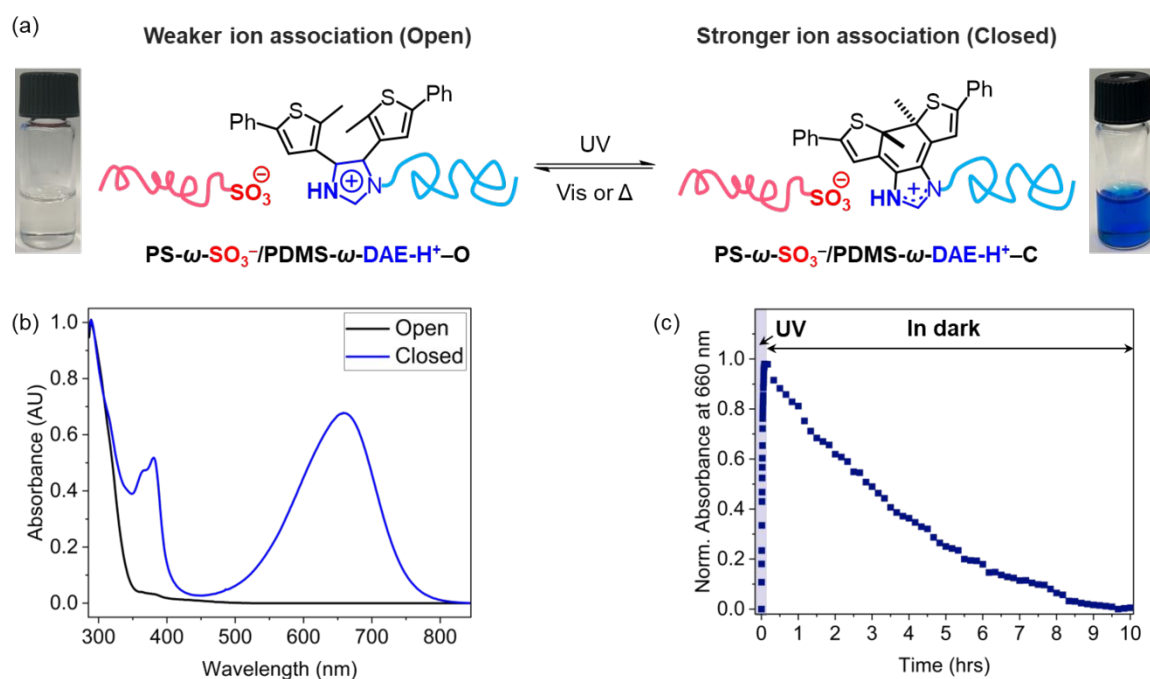 (a)
Weaker ion association (Open)
Stronger ion association (Closed)
Ph
S
S
Ph
SO₃
⊖
HN
+
N
UV
Vis or Δ
Ph
S
S
Ph
SO₃
⊖
HN
+
N
PS-ω-SO₃⁻/PDMS-ω-DAE-H⁺–O
PS-ω-SO₃⁻/PDMS-ω-DAE-H⁺–C
(b)
1.0
0.8
0.6
0.4
0.2
0.0
Absorbance (AU)
Open
Closed
300 400 500 600 700 800
Wavelength (nm)
(c)
UV
In dark
1.0
0.8
0.6
0.4
0.2
0.0
Norm. Absorbance at 660 nm
0 1 2 3 4 5 6 7 8 9 10
Time (hrs)